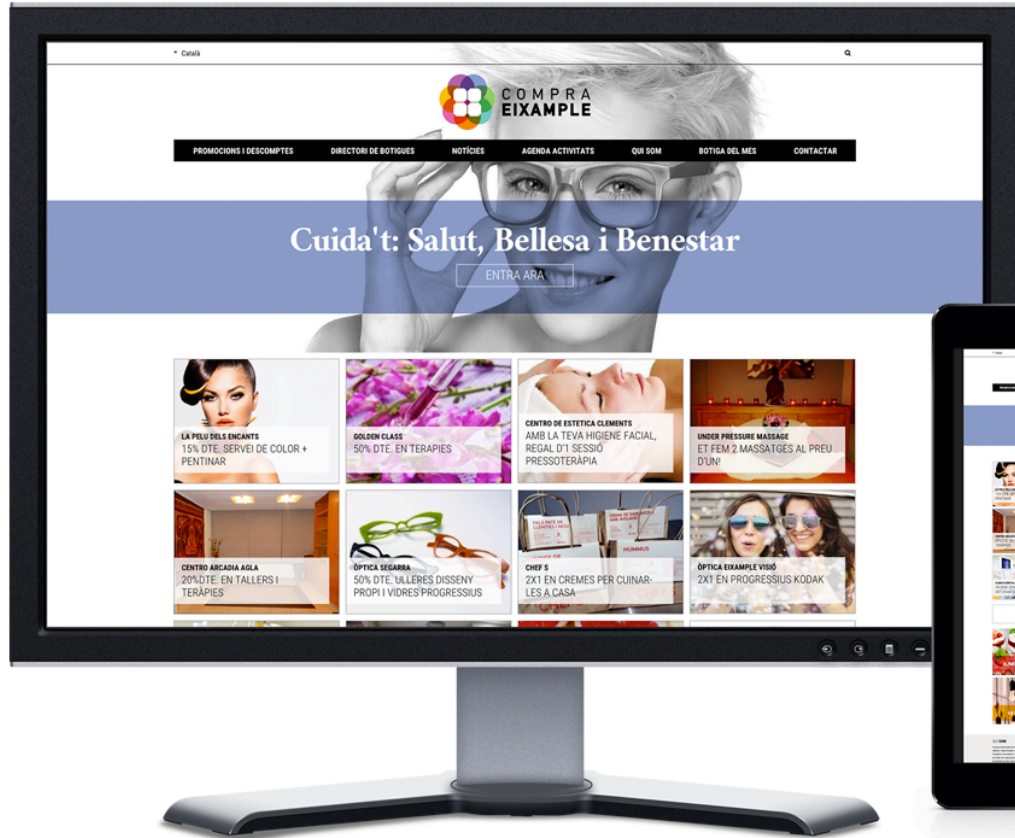 Català
COMPRA
EIXAMPLE
PROMOCIONS I DESCOMPTES DIRECTORI DE BOTIGUES NOTÍCIES AGENDA ACTIVITATS QUI SOM BOTIGA DEL MES CONTACTAR
Cuida't: Salut, Bellesa i Benestar
ENTRA ARA
LA PELU DELS ENCANTS
15% DTE. SERVEI DE COLOR +
PENTINAR
GOLDEN CLASS
50% DTE. EN TERAPIES
CENTRO DE ESTETICA CLEMENTS
AMB LA TEVA HIGIENE FACIAL,
REGAL D'1 SESSIÓ
PRESSOTERÀPIA
UNDER PRESSURE MASSAGE
ET FEM 2 MASSATGES AL PREU
D'UN!
CENTRO ARCADIA AGLA
20%DTE. EN TALLERS I
TERÀPIES
ÒPTICA SEGARRA
50% DTE. ULLERES DISSENY
PROPI I VIDRES PROGRESSIUS
HUMMUS
CHEF S
2X1 EN CREMES PER CUINAR-
LES A CASA
ÒPTICA EIXAMPLE VISIÓ
2X1 EN PROGRESSIUS KODAK